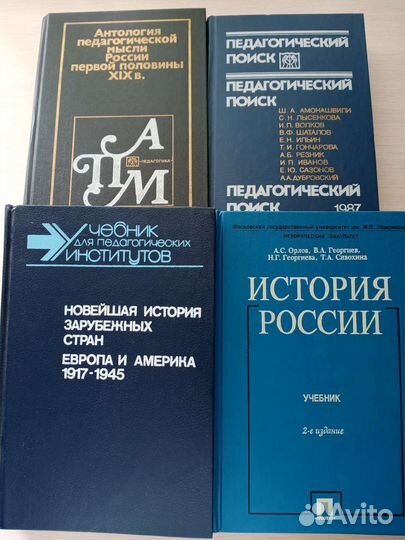 Антология
педагогической
мысли
России
первой половины
XIX в.
А
П
ПЕДАГОГИКА
М
ПЕДАГОГИЧЕСКИЙ
ПОИСК
ПЕДАГОГИЧЕСКИЙ
ПОИСК
Ш.А. АМОНАШВИЛИ
С.Н. ЛЫСЕНКОВА
И.П. ВОЛКОВ
В.Ф. ШАТАЛОВ
Е.Н. ИЛЬИН
Т.И. ГОНЧАРОВА
А.Б. РЕЗНИК
И.П. ИВАНОВ
Е.Ю. САЗОНОВ
А.А. ДУБРОВСКИЙ
ПЕДАГОГИЧЕСКИЙ
1987
Учебник
для педагогических
институтов
НОВЕЙШАЯ ИСТОРИЯ
ЗАРУБЕЖНЫХ
СТРАН
ЕВРОПА И АМЕРИКА
1917-1945
Московский государственный университет им. М.В. Ломоносова
ИСТОРИЧЕСКИЙ ФАКУЛЬТЕТ
А.С. Орлов, В.А. Георгиев,
Н.Г. Георгиева, Т.А. Сивохина
ИСТОРИЯ
РОССИИ
УЧЕБНИК
2-е издание
Avito